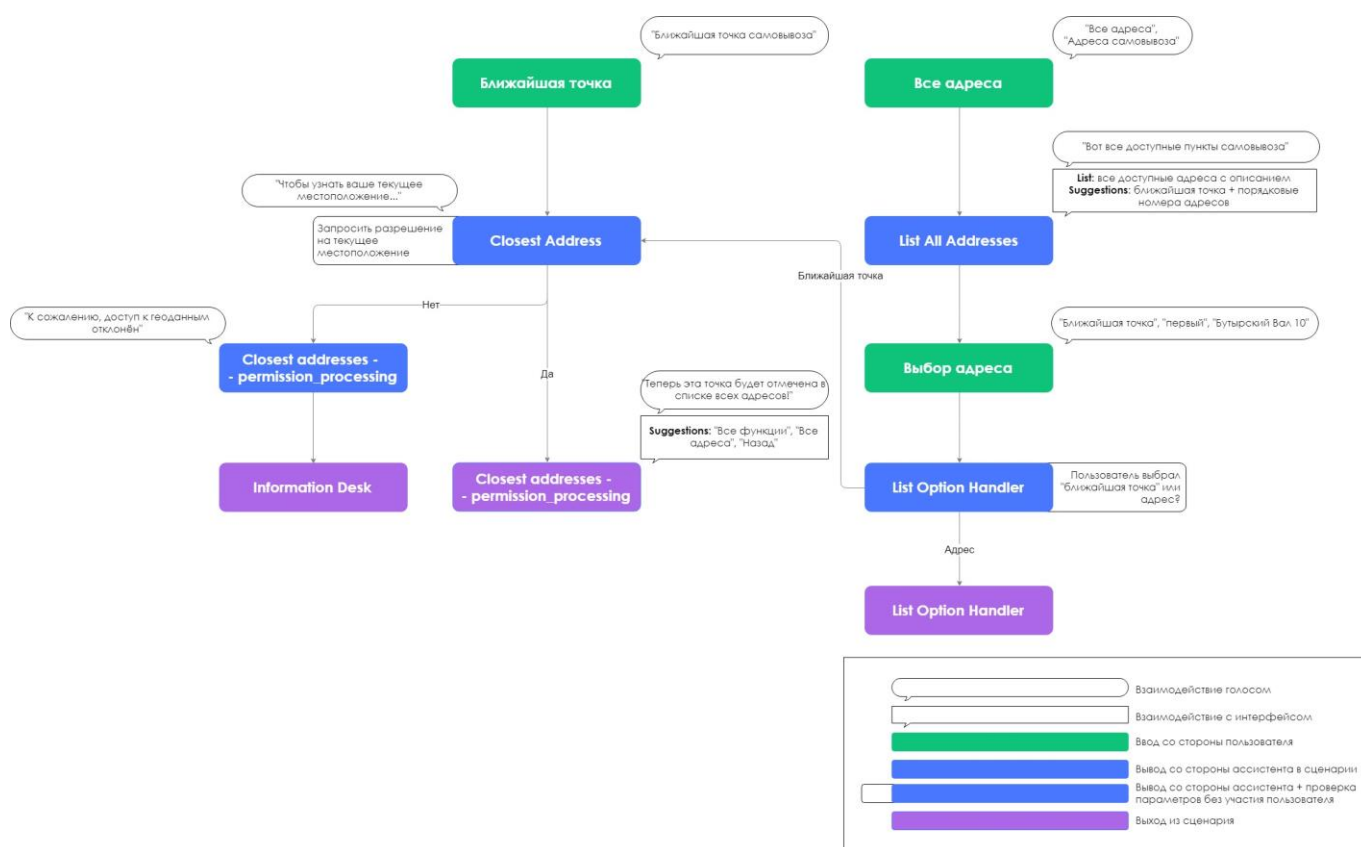 "Ближайшая точка самовывоза"
"Все адреса",
"Адреса самовывоза"
Ближайшая точка
Все адреса
"Вот все доступные пункты самовывоза"
List: все доступные адреса с описанием
Suggestions: ближайшая точка + порядковые
номера адресов
"Чтобы узнать ваше текущее
местоположение..."
Запросить разрешение
на текущее
местоположение
Closest Address
List All Addresses
Ближайшая точка
Нет
"К сожалению, доступ к геоданным
отклонён"
"Ближайшая точка", "первый", "Бутырский Вал 10"
Closest addresses -
- permission_processing
Да
Выбор адреса
"Теперь эта точка будет отмечена в
списке всех адресов!"
Suggestions: "Все функции", "Все
адреса", "Назад"
Information Desk
Closest addresses -
- permission_processing
List Option Handler
Пользователь выбрал
"ближайшая точка" или
адрес?
Адрес
List Option Handler
Взаимодействие голосом
Взаимодействие с интерфейсом
Ввод со стороны пользователя
Вывод со стороны ассистента в сценарии
Вывод со стороны ассистента + проверка
параметров без участия пользователя
Выход из сценария